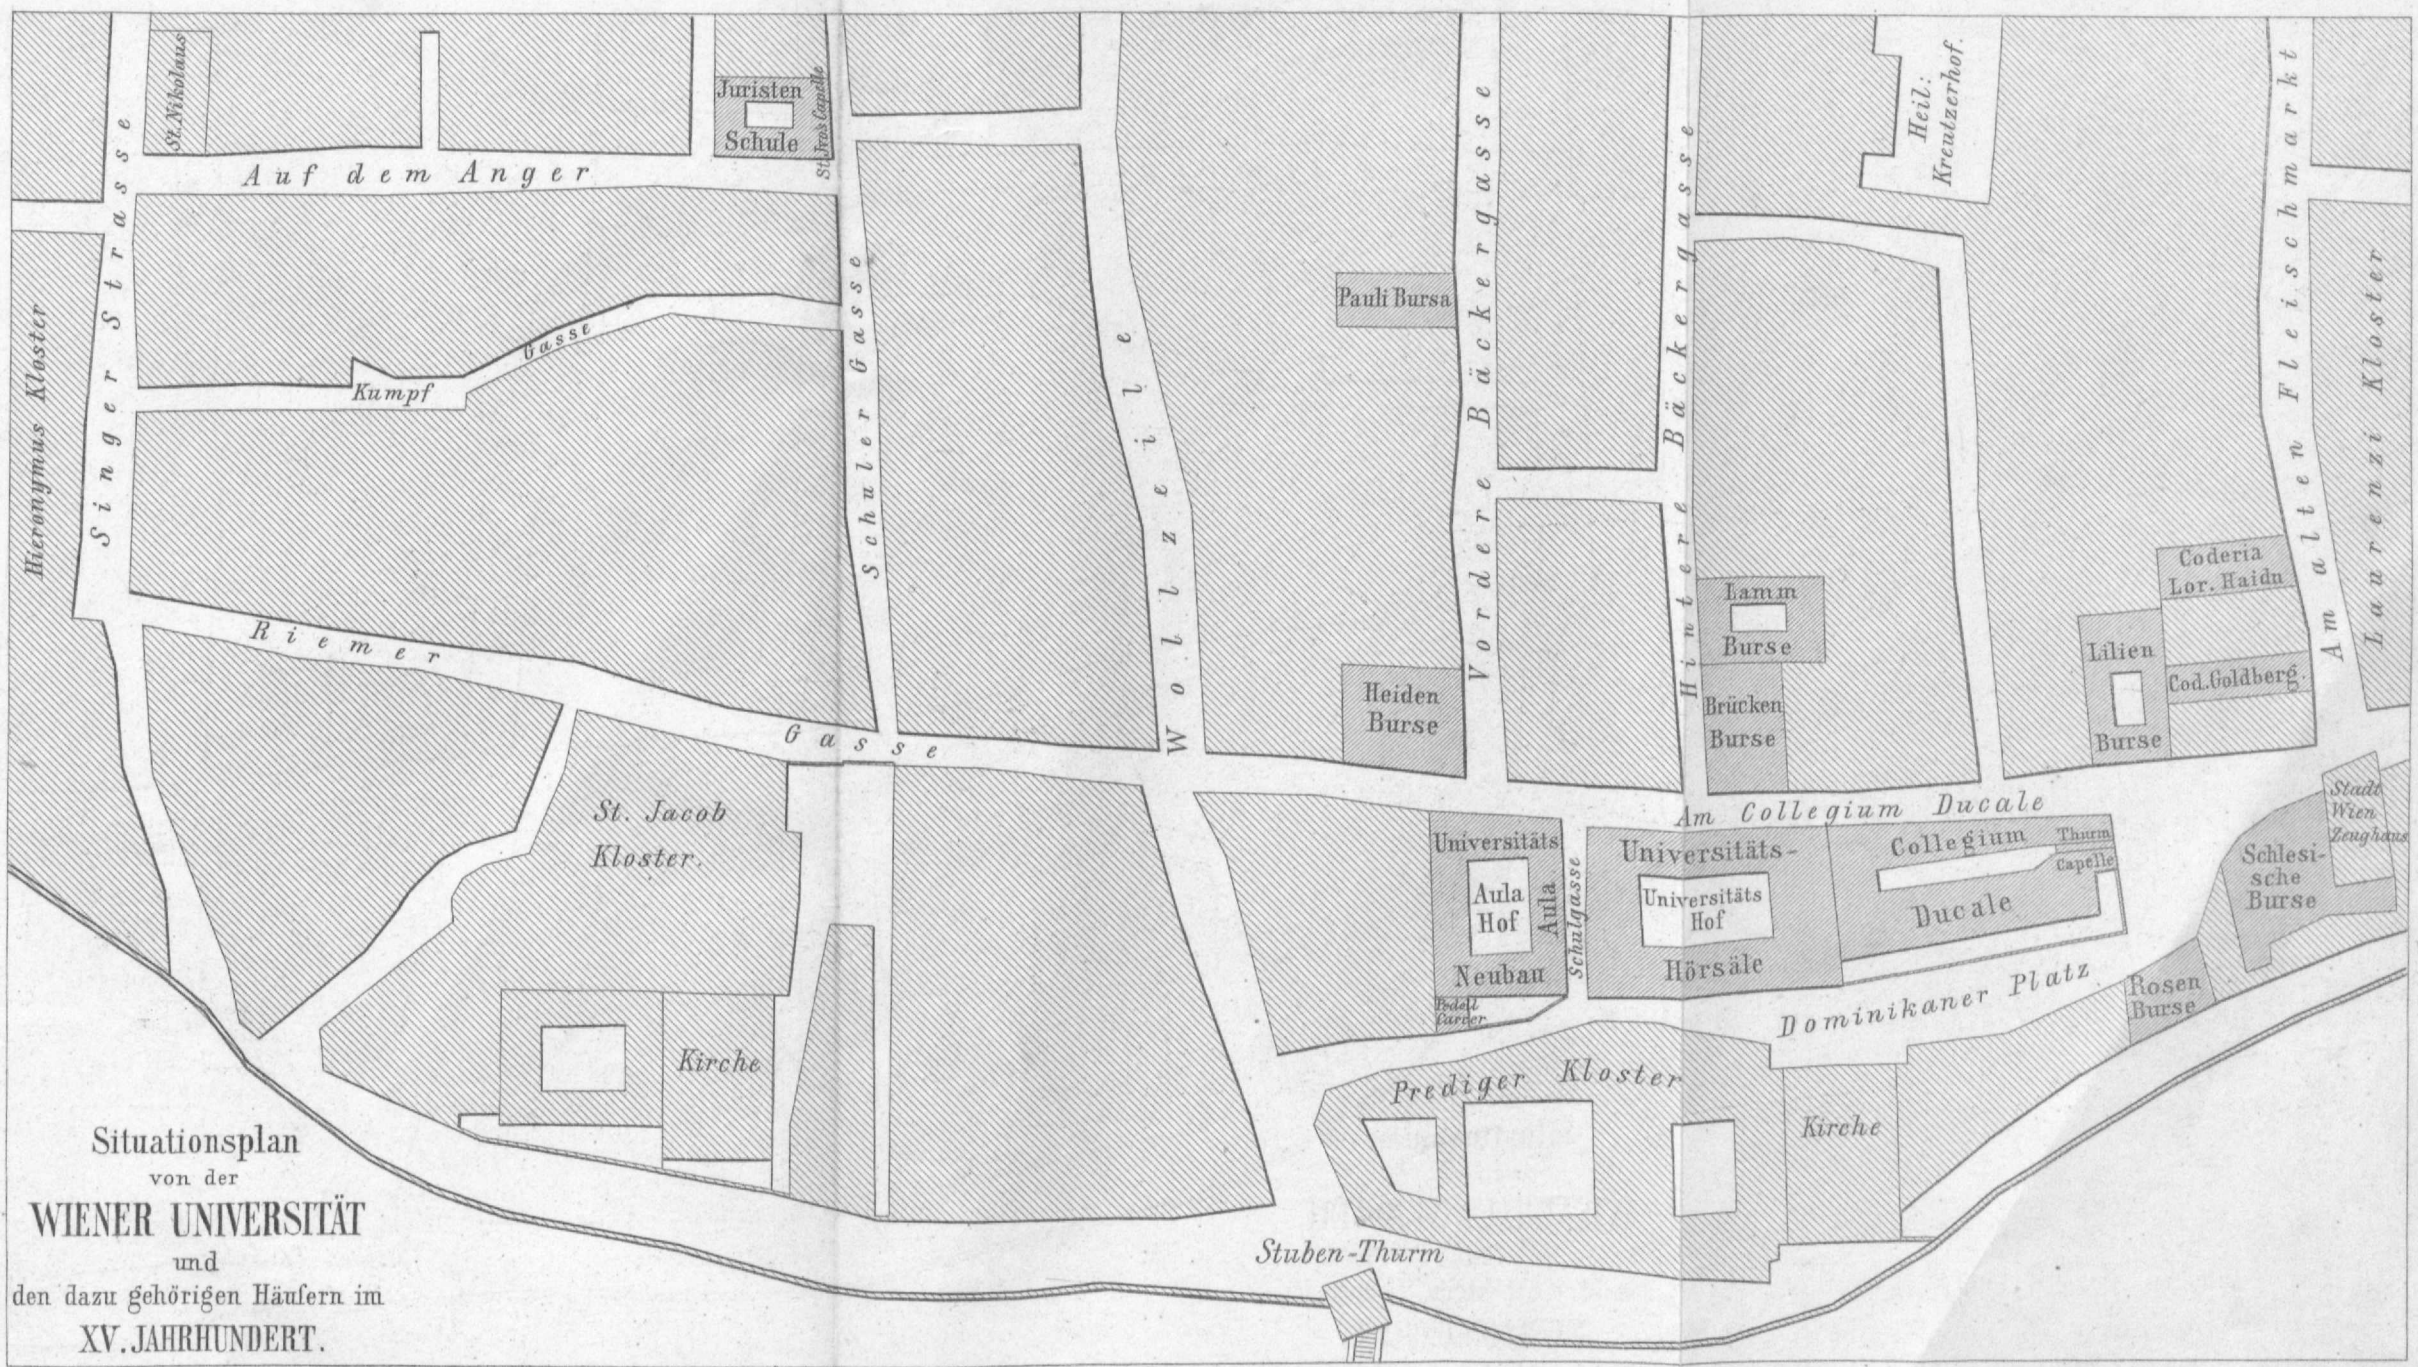 St. Nikolaus
Juristen
Schule
St. Ivo's Capelle
Auf dem Anger
Singer Strasse
Hieronymus Kloster
Kumpf Gasse
Schuler Gasse
Wollzeile
Riemer Gasse
Pauli Bursa
Vordere Bäckergasse
Hintere Bäckergasse
Heil:
Kreutzerhof.
Am alten Fleischmarkt
Laurenzi Kloster
Heiden
Burse
Lamm
Burse
Brücken
Burse
Coderia
Lor. Haidn
Lilien
Burse
Cod. Goldberg.
St. Jacob
Kloster.
Kirche
Am Collegium Ducale
Universitäts
Aula
Hof
Aula
Neubau
Pedell
Carcer
Schulgasse
Universitäts-
Universitäts
Hof
Hörsäle
Collegium
Thurm
Capelle
Ducale
Stadt
Wien
Zeughaus
Schlesi-
sche
Burse
Rosen
Burse
Dominikaner Platz
Prediger Kloster
Kirche
Stuben-Thurm
Situationsplan
von der
WIENER UNIVERSITÄT
und
den dazu gehörigen Häusern im
XV. JAHRHUNDERT.